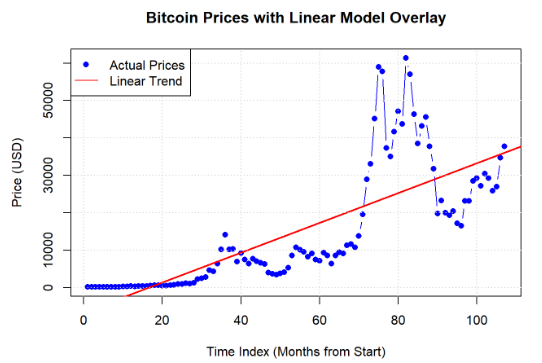 Bitcoin Prices with Linear Model Overlay
Actual Prices
Linear Trend
Price (USD)
50000
30000
10000
0
0 20 40 60 80 100
Time Index (Months from Start)